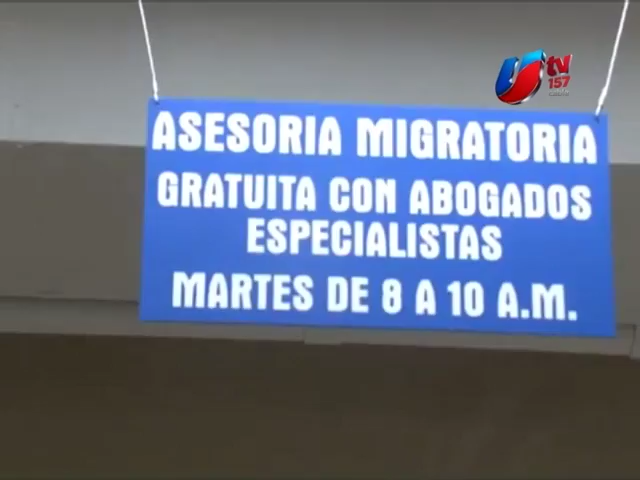 tv
157
ASESORIA MIGRATORIA
GRATUITA CON ABOGADOS
ESPECIALISTAS
MARTES DE 8 A 10 A.M.